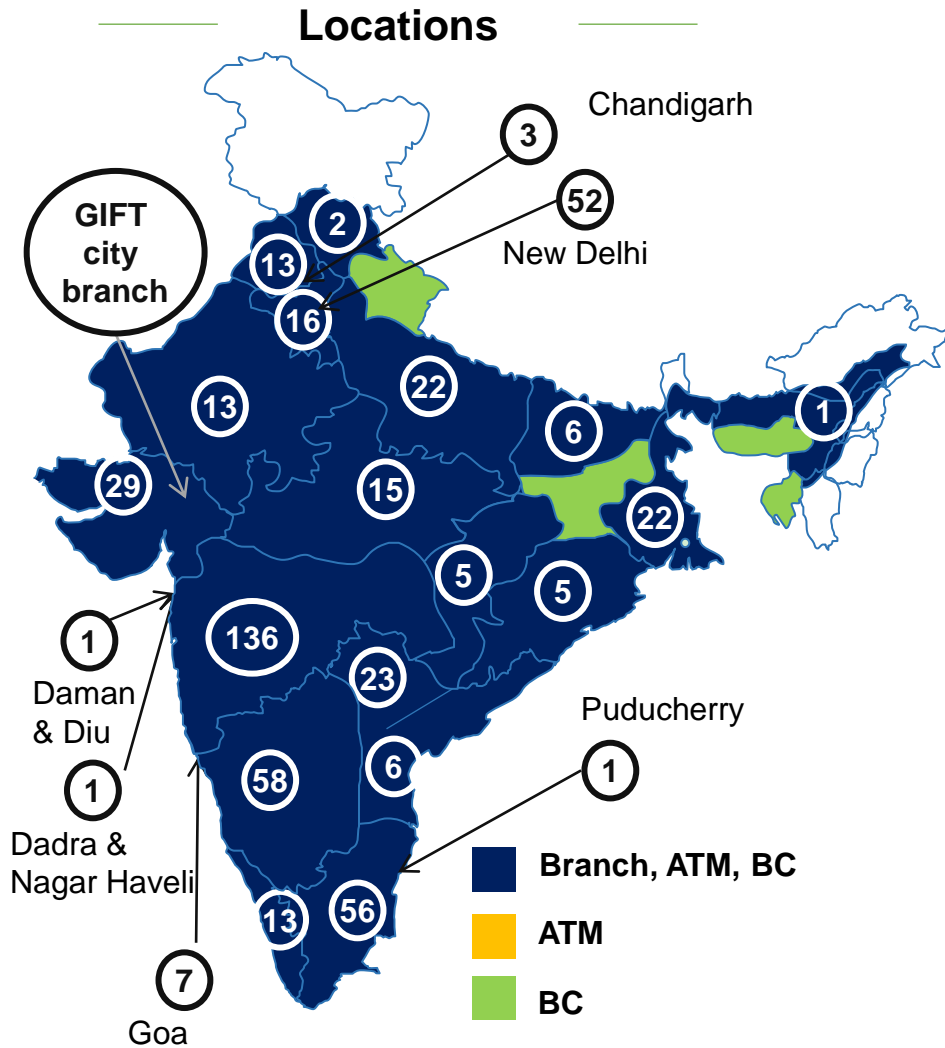 Locations
Chandigarh
3
52
New Delhi
GIFT
city
branch
2
13
16
22
13
6
1
29
15
22
5
5
136
23
1
Daman
& Diu
Puducherry
1
6
58
1
Dadra &
Nagar Haveli
Branch, ATM, BC
13
56
ATM
7
BC
Goa